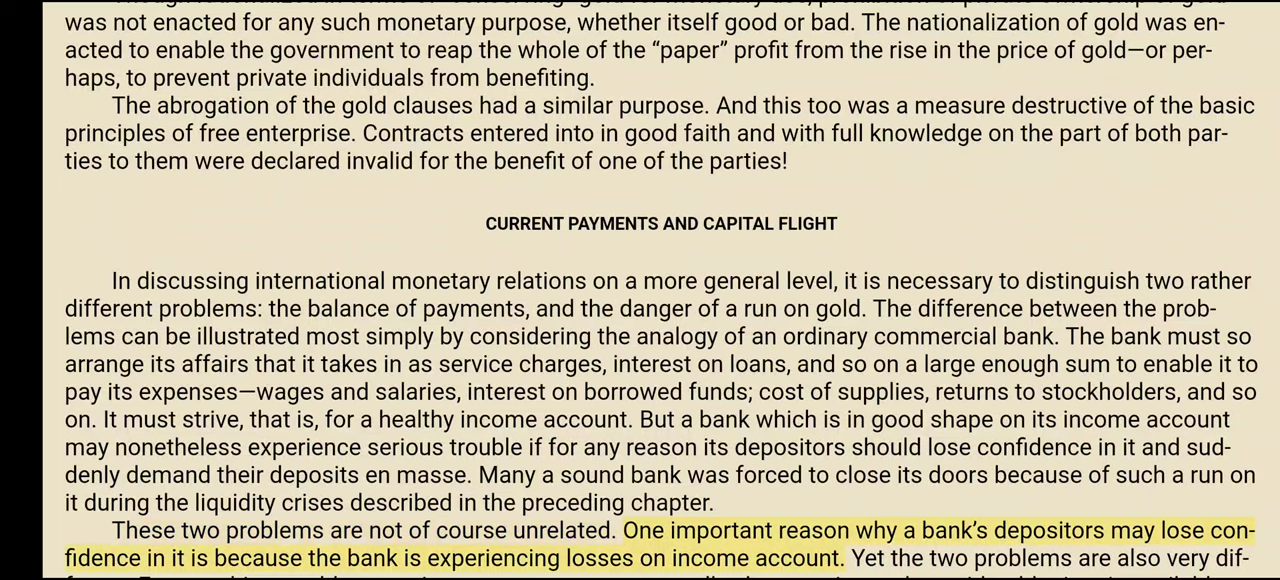 was not enacted for any such monetary purpose, whether itself good or bad. The nationalization of gold was en-
acted to enable the government to reap the whole of the “paper” profit from the rise in the price of gold—or per-
haps, to prevent private individuals from benefiting.
The abrogation of the gold clauses had a similar purpose. And this too was a measure destructive of the basic
principles of free enterprise. Contracts entered into in good faith and with full knowledge on the part of both par-
ties to them were declared invalid for the benefit of one of the parties!
CURRENT PAYMENTS AND CAPITAL FLIGHT
In discussing international monetary relations on a more general level, it is necessary to distinguish two rather
different problems: the balance of payments, and the danger of a run on gold. The difference between the prob-
lems can be illustrated most simply by considering the analogy of an ordinary commercial bank. The bank must so
arrange its affairs that it takes in as service charges, interest on loans, and so on a large enough sum to enable it to
pay its expenses—wages and salaries, interest on borrowed funds; cost of supplies, returns to stockholders, and so
on. It must strive, that is, for a healthy income account. But a bank which is in good shape on its income account
may nonetheless experience serious trouble if for any reason its depositors should lose confidence in it and sud-
denly demand their deposits en masse. Many a sound bank was forced to close its doors because of such a run on
it during the liquidity crises described in the preceding chapter.
These two problems are not of course unrelated. One important reason why a bank’s depositors may lose con-
fidence in it is because the bank is experiencing losses on income account. Yet the two problems are also very dif-